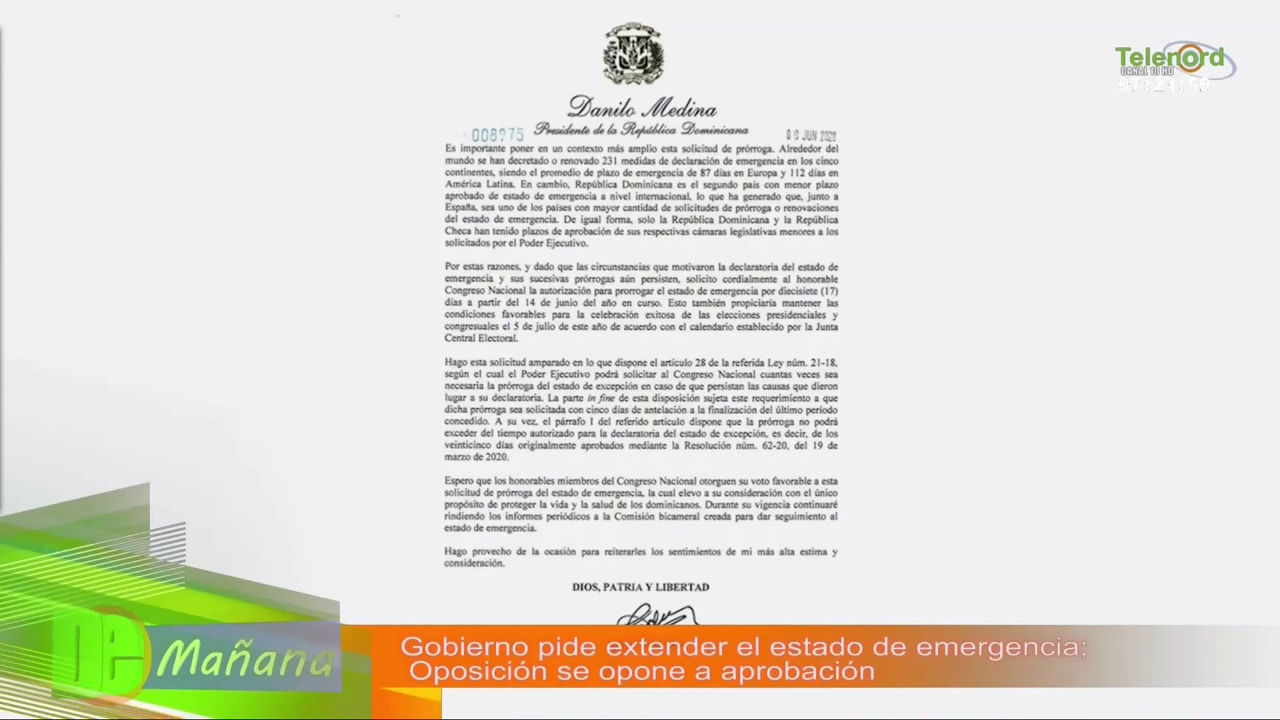 Telenord
CANAL 10 HD
Danilo Medina
Presidente de la República Dominicana
008975
JUN 2020
Es importante poner en un contexto más amplio esta solicitud de prórroga. Alrededor del
mundo se han decretado o renovado 231 medidas de declaración de emergencia en los cinco
continentes, siendo el promedio de plazo de emergencia de 87 días en Europa y 112 días en
América Latina. En cambio, República Dominicana es el segundo país con menor plazo
aprobado de estado de emergencia a nivel internacional, lo que ha generado que, junto a
España, sea uno de los países con mayor cantidad de solicitudes de prórroga o renovaciones
del estado de emergencia. De igual forma, solo la República Dominicana y la República
Checa han tenido plazos de aprobación de sus respectivas cámaras legislativas menores a los
solicitados por el Poder Ejecutivo.
Por estas razones, y dado que las circunstancias que motivaron la declaratoria del estado de
emergencia y sus sucesivas prórrogas aún persisten, solicito cordialmente al honorable
Congreso Nacional la autorización para prorrogar el estado de emergencia por diecisiete (17)
días a partir del 14 de junio del año en curso. Esto también propiciaría mantener las
condiciones favorables para la celebración exitosa de las elecciones presidenciales y
congresuales el 5 de julio de este año de acuerdo con el calendario establecido por la Junta
Central Electoral.
Hago esta solicitud amparado en lo que dispone el artículo 28 de la referida Ley núm. 21-18,
según el cual el Poder Ejecutivo podrá solicitar al Congreso Nacional cuantas veces sea
necesaria la prórroga del estado de excepción en caso de que persistan las causas que dieron
lugar a su declaratoria. La parte in fine de esta disposición sujeta este requerimiento a que
dicha prórroga sea solicitada con cinco días de antelación a la finalización del último período
concedido. A su vez, el párrafo I del referido artículo dispone que la prórroga no podrá
exceder del tiempo autorizado para la declaratoria del estado de excepción, es decir, de los
veinticinco días originalmente aprobados mediante la Resolución núm. 62-20, del 19 de
marzo de 2020.
Espero que los honorables miembros del Congreso Nacional otorguen su voto favorable a esta
solicitud de prórroga del estado de emergencia, la cual elevo a su consideración con el único
propósito de proteger la vida y la salud de los dominicanos. Durante su vigencia continuaré
rindiendo los informes periódicos a la Comisión bicameral creada para dar seguimiento al
estado de emergencia.
Hago provecho de la ocasión para reiterarles los sentimientos de mi más alta estima y
consideración.
DIOS, PATRIA Y LIBERTAD
De Mañana
Gobierno pide extender el estado de emergencia;
Oposición se opone a aprobación